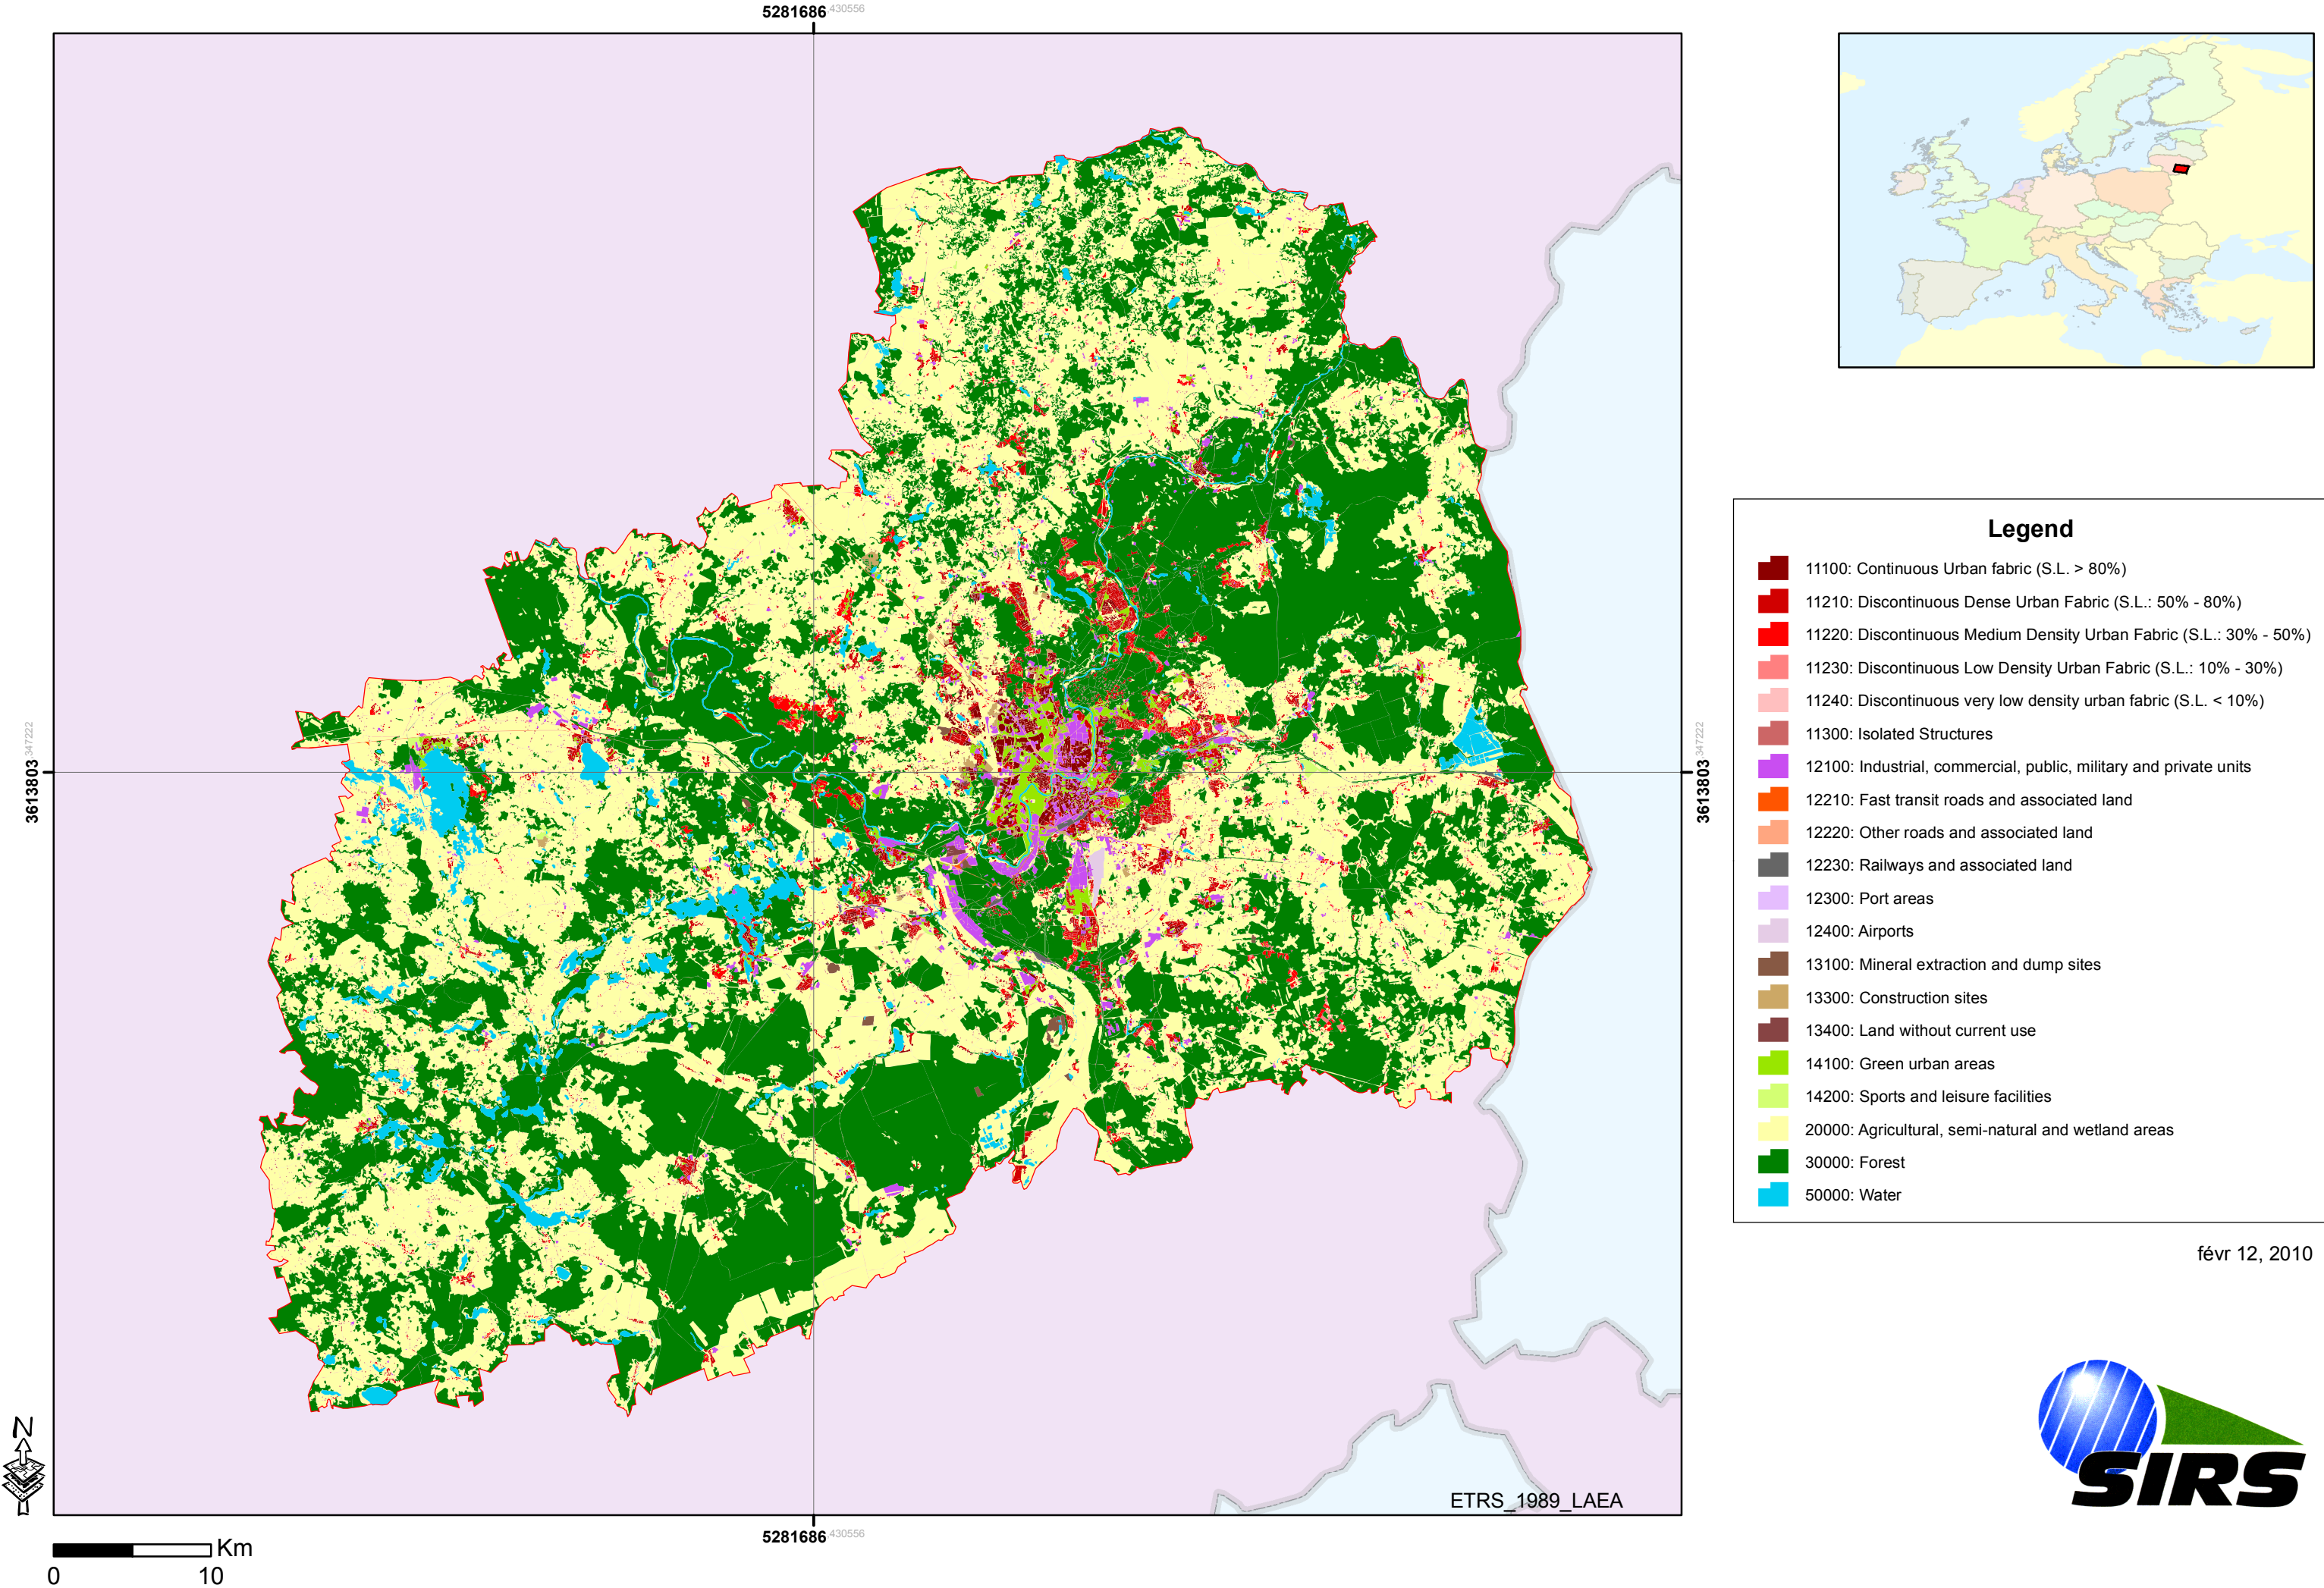 5281686.430556
Legend
11100: Continuous Urban fabric (S.L. > 80%)
11210: Discontinuous Dense Urban Fabric (S.L.: 50% - 80%)
11220: Discontinuous Medium Density Urban Fabric (S.L.: 30% - 50%)
11230: Discontinuous Low Density Urban Fabric (S.L.: 10% - 30%)
11240: Discontinuous very low density urban fabric (S.L. < 10%)
11300: Isolated Structures
12100: Industrial, commercial, public, military and private units
12210: Fast transit roads and associated land
12220: Other roads and associated land
12230: Railways and associated land
12300: Port areas
12400: Airports
13100: Mineral extraction and dump sites
13300: Construction sites
13400: Land without current use
14100: Green urban areas
14200: Sports and leisure facilities
20000: Agricultural, semi-natural and wetland areas
30000: Forest
50000: Water
3613803.347222
3613803.347222
févr 12, 2010
SIRS
N
ETRS_1989_LAEA
5281686.430556
Km
0 10